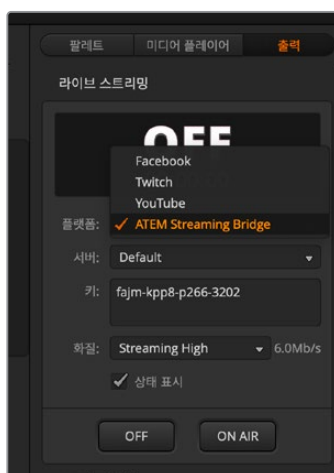 팔레트 미디어 플레이어 출력
라이브 스트리밍
OFF
Facebook
Twitch
YouTube
플랫폼: ✓ ATEM Streaming Bridge
서버: Default
키: fajm-kpp8-p266-3202
화질: Streaming High 6.0Mb/s
✓ 상태 표시
OFF ON AIR